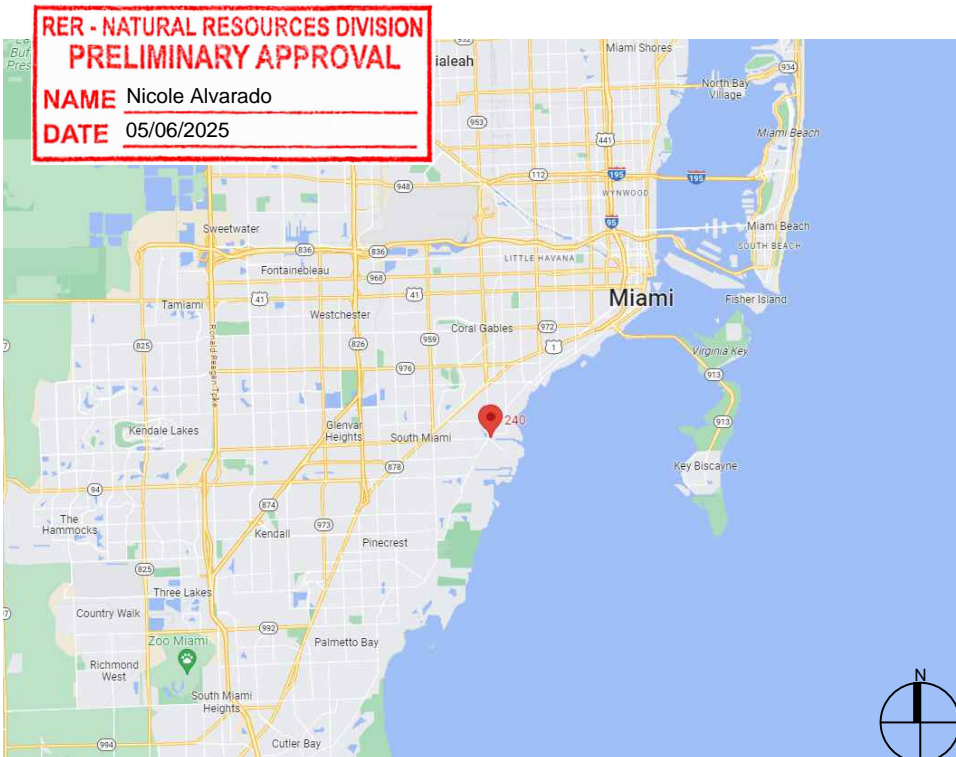 RER - NATURAL RESOURCES DIVISION
PRELIMINARY APPROVAL
NAME Nicole Alvarado
DATE 05/06/2025
ialeah
932
Miami Shores
934
North Bay
Village
953
441
Miami Beach
112
195
195
948
WYNWOOD
95
Sweetwater
Miami Beach
836
836
SOUTH BEACH
LITTLE HAVANA
Fontainebleau
968
41
41
Miami
Fisher Island
Tamiami
Westchester
Coral Gables
972
Ronald Reagan Tpke
825
826
959
1
Virginia Key
976
913
240
Kendale Lakes
Glenvar
Heights
South Miami
913
878
Key Biscayne
94
874
The
Hammocks
973
Kendall
Pinecrest
825
Three Lakes
Country Walk
992
Zoo Miami
Palmetto Bay
Richmond
West
South Miami
Heights
N
994
Cutler Bay